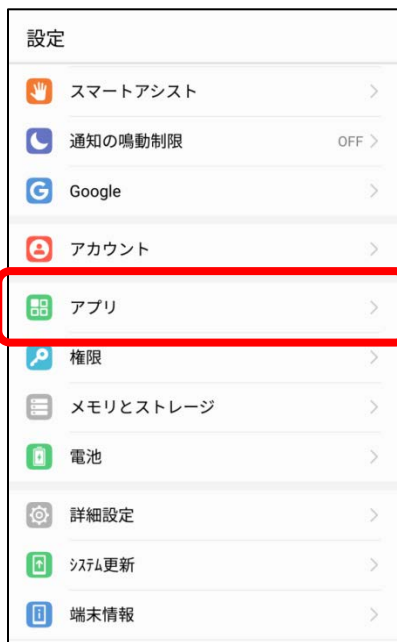 設定
スマートアシスト
通知の鳴動制限 OFF
Google
アカウント
アプリ
権限
メモリとストレージ
電池
詳細設定
ｼｽﾃﾑ更新
端末情報